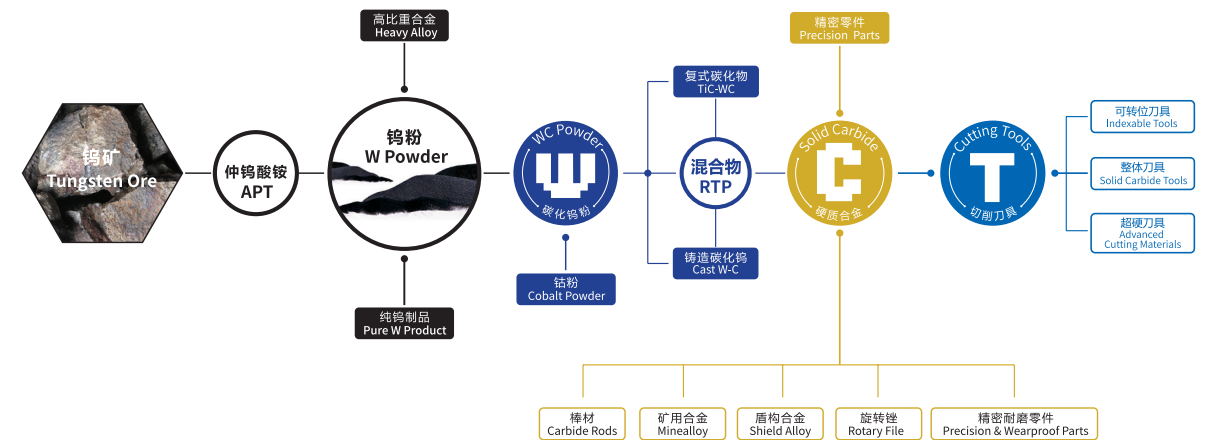 高比重合金
Heavy Alloy
精密零件
Precision Parts
复式碳化物
TiC-WC
钨矿
Tungsten Ore
仲钨酸铵
APT
钨粉
W Powder
WC Powder
W
碳化钨粉
混合物
RTP
Solid Carbide
C
硬质合金
Cutting Tools
T
切削刀具
可转位刀具
Indexable Tools
整体刀具
Solid Carbide Tools
超硬刀具
Advanced
Cutting Materials
铸造碳化钨
Cast W-C
钴粉
Cobalt Powder
纯钨制品
Pure W Product
棒材
Carbide Rods
矿用合金
Minealloy
盾构合金
Shield Alloy
旋转锉
Rotary File
精密耐磨零件
Precision & Wearproof Parts